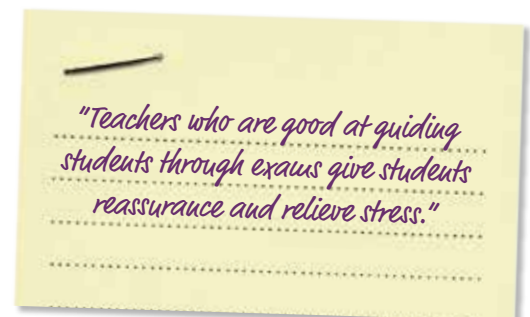 "Teachers who are good at guiding
students through exams give students
reassurance and relieve stress."